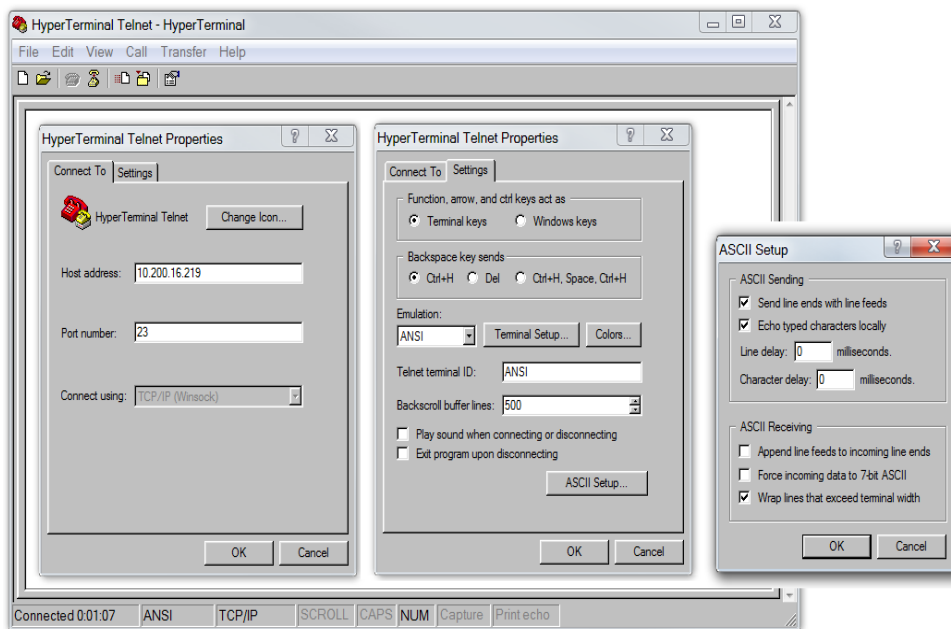 HyperTerminal Telnet - HyperTerminal
File Edit View Call Transfer Help
HyperTerminal Telnet Properties
Connect To Settings
HyperTerminal Telnet Change Icon...
Host address: 10.200.16.219
Port number: 23
Connect using: TCP/IP (Winsock)
OK Cancel
HyperTerminal Telnet Properties
Connect To Settings
Function, arrow, and ctrl keys act as
Terminal keys Windows keys
Backspace key sends
Ctrl+H Del Ctrl+H, Space, Ctrl+H
Emulation:
ANSI Terminal Setup... Colors...
Telnet terminal ID: ANSI
Backscroll buffer lines: 500
Play sound when connecting or disconnecting
Exit program upon disconnecting
ASCII Setup...
OK Cancel
ASCII Setup
ASCII Sending
Send line ends with line feeds
Echo typed characters locally
Line delay: 0 milliseconds.
Character delay: 0 milliseconds.
ASCII Receiving
Append line feeds to incoming line ends
Force incoming data to 7-bit ASCII
Wrap lines that exceed terminal width
OK Cancel
Connected 0:01:07 ANSI TCP/IP SCROLL CAPS NUM Capture Print echo